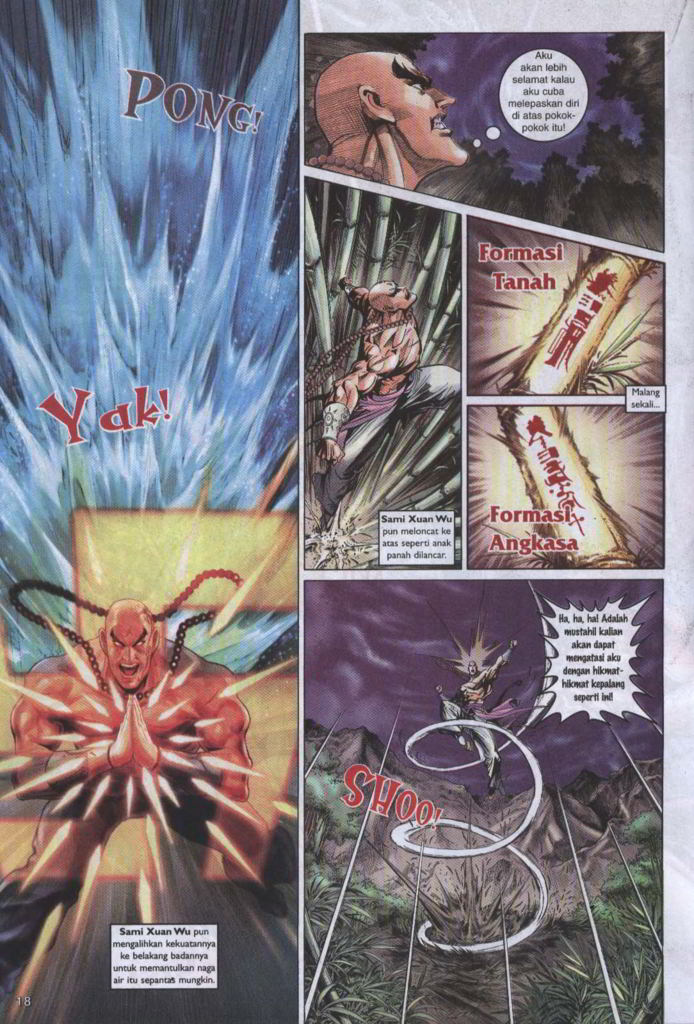 PONG!
Yak!
Sami Xuan Wu pun
mengalihkan kekuatannya
ke belakang badannya
untuk memantulkan naga
air itu sepantas mungkin.
18
Aku
akan lebih
selamat kalau
aku cuba
melepaskan diri
di atas pokok-
pokok itu!
Sami Xuan Wu
pun meloncat ke
atas seperti anak
panah dilancar.
Formasi
Tanah
Malang
sekali...
Formasi
Angkasa
Ha, ha, ha! Adalah
mustahil kalian
akan dapat
mengatasi aku
dengan hikmat-
hikmat kepalang
seperti ini!
SHOO!